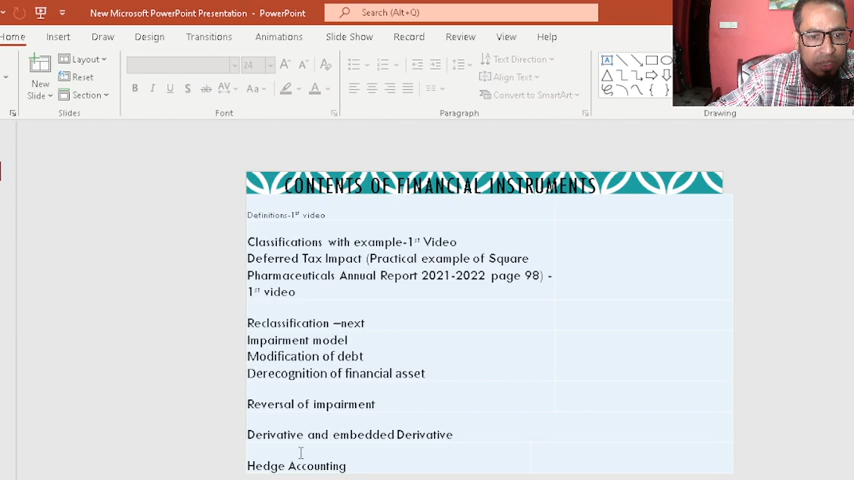 New Microsoft PowerPoint Presentation - PowerPoint
Search (Alt+Q)
Home Insert Draw Design Transitions Animations Slide Show Record Review View Help
New Slide
Layout
Reset
Section
Slides
24
Font
Text Direction
Align Text
Convert to SmartArt
Paragraph
Drawing
CONTENTS OF FINANCIAL INSTRUMENTS
Definitions-1st video
Classifications with example-1st Video
Deferred Tax Impact (Practical example of Square
Pharmaceuticals Annual Report 2021-2022 page 98) -
1st video
Reclassification –next
Impairment model
Modification of debt
Derecognition of financial asset
Reversal of impairment
Derivative and embedded Derivative
Hedge Accounting